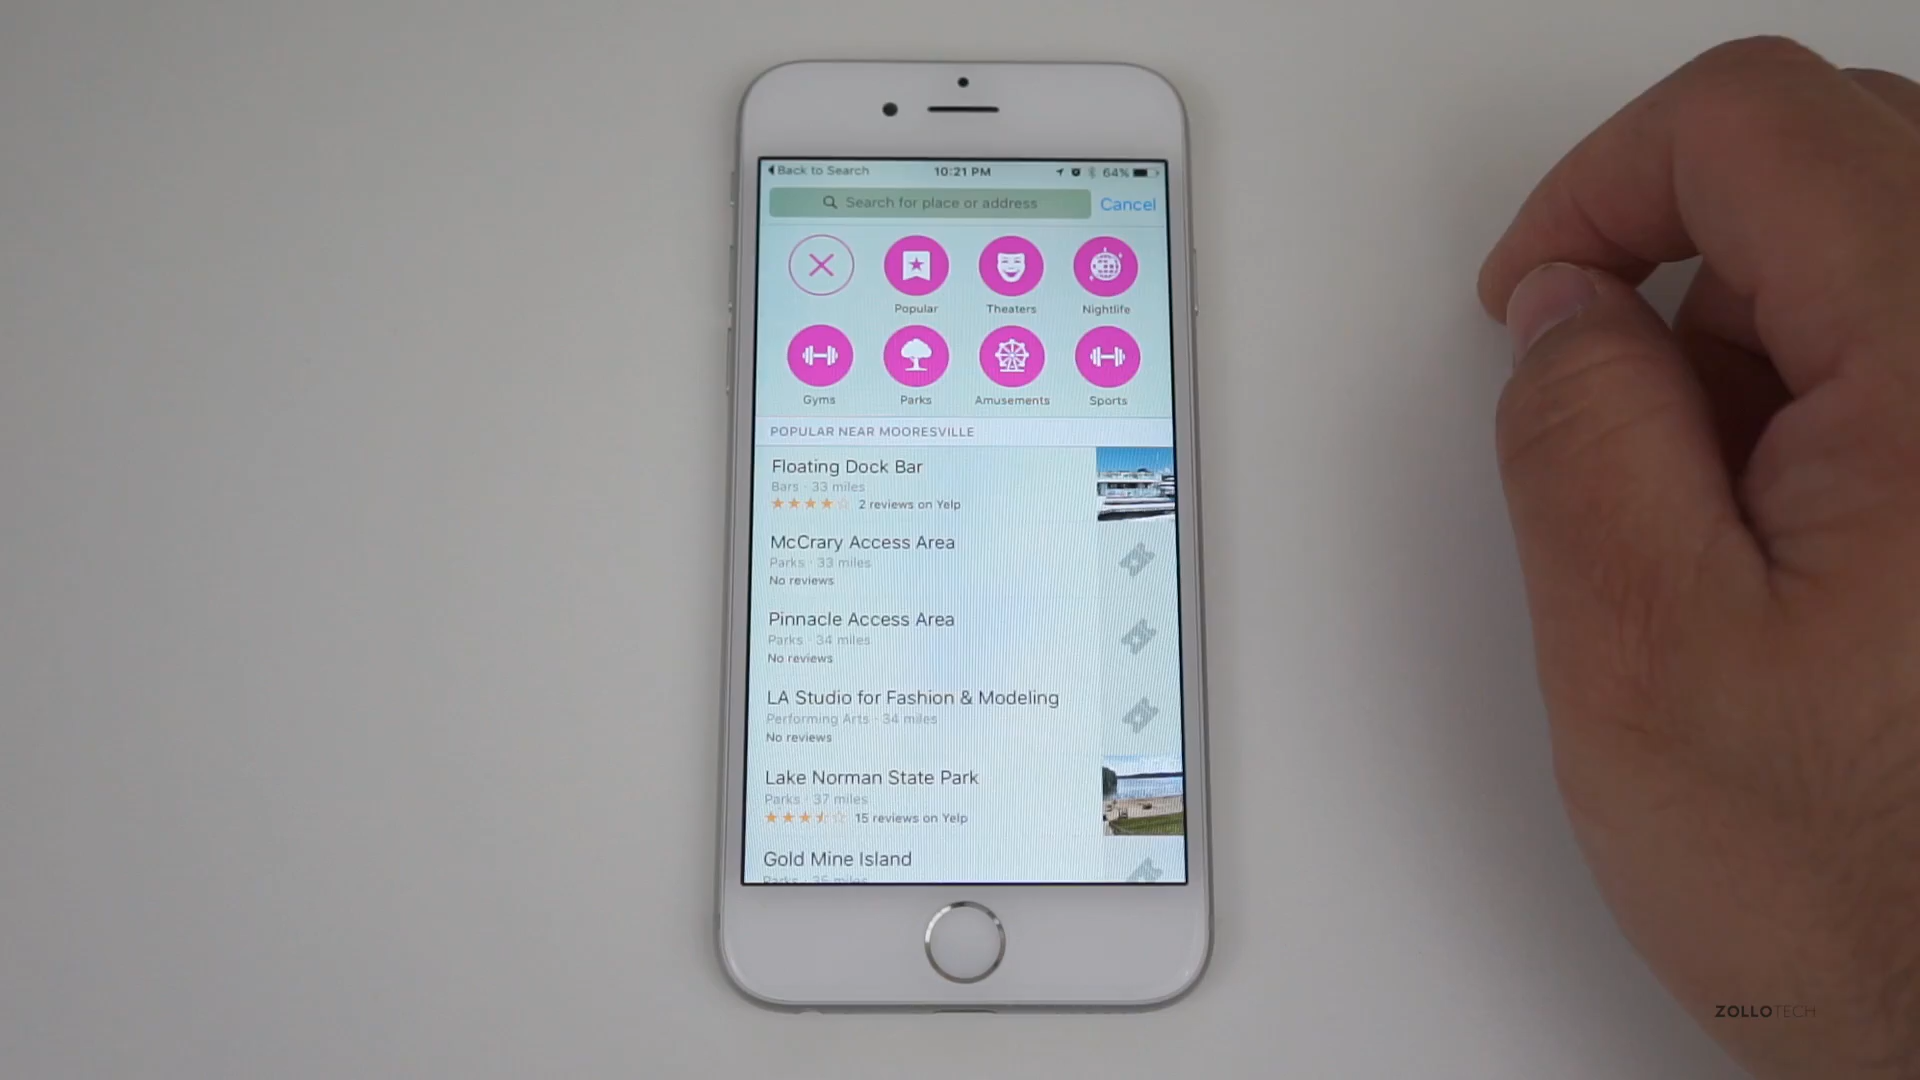 Back to Search 10:21 PM 64%
Search for place or address Cancel
Popular Theaters Nightlife
Gyms Parks Amusements Sports
POPULAR NEAR MOORESVILLE
Floating Dock Bar
Bars · 33 miles
2 reviews on Yelp
McCrary Access Area
Parks · 33 miles
No reviews
Pinnacle Access Area
Parks · 34 miles
No reviews
LA Studio for Fashion & Modeling
Performing Arts · 34 miles
No reviews
Lake Norman State Park
Parks · 37 miles
15 reviews on Yelp
Gold Mine Island
Parks · 35 miles
ZOLLOTECH